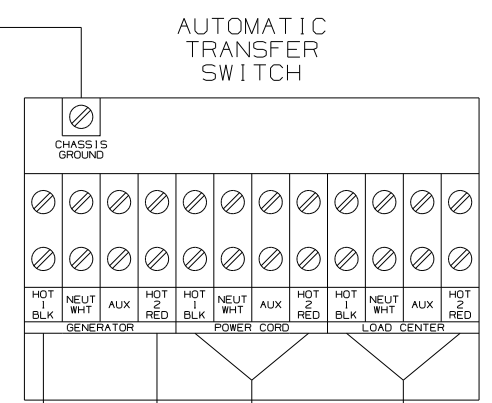 AUTOMATIC
TRANSFER
SWITCH
CHASSIS
GROUND
HOT 1 BLK
NEUT WHT
AUX
HOT 2 RED
HOT 1 BLK
NEUT WHT
AUX
HOT 2 RED
HOT 1 BLK
NEUT WHT
AUX
HOT 2 RED
GENERATOR
POWER CORD
LOAD CENTER